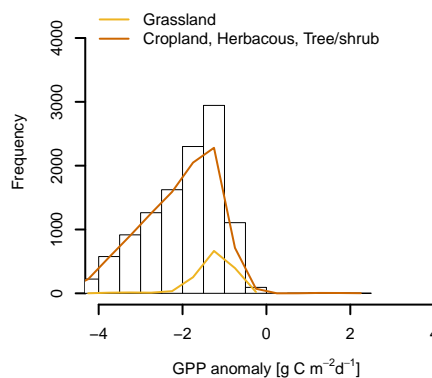 Grassland
Cropland, Herbacous, Tree/shrub
4000
3000
2000
1000
0
Frequency
−4 −2 0 2 4
GPP anomaly [g C m⁻²d⁻¹]